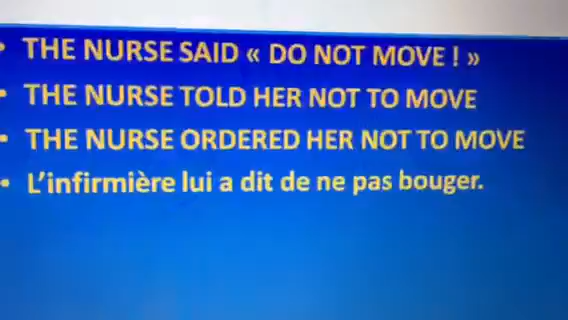 • THE NURSE SAID « DO NOT MOVE ! »
• THE NURSE TOLD HER NOT TO MOVE
• THE NURSE ORDERED HER NOT TO MOVE
• L'infirmière lui a dit de ne pas bouger.